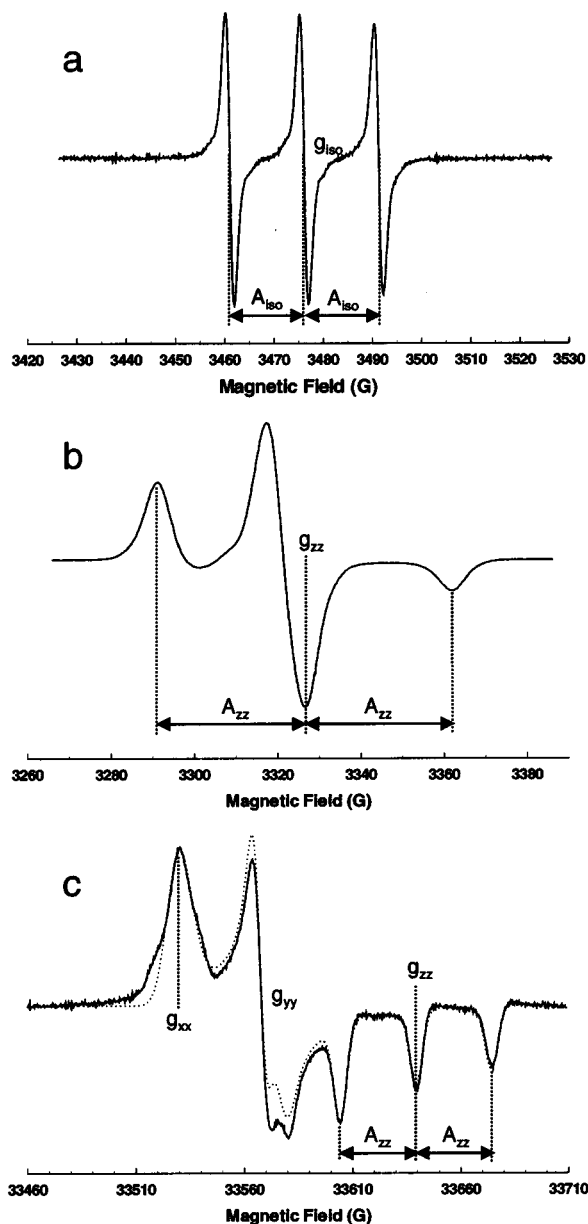 a
g_iso
A_iso A_iso
3420 3430 3440 3450 3460 3470 3480 3490 3500 3510 3520 3530
Magnetic Field (G)
b
g_zz
A_zz A_zz
3260 3280 3300 3320 3340 3360 3380
Magnetic Field (G)
c
g_xx
g_yy
g_zz
A_zz A_zz
33460 33510 33560 33610 33660 33710
Magnetic Field (G)